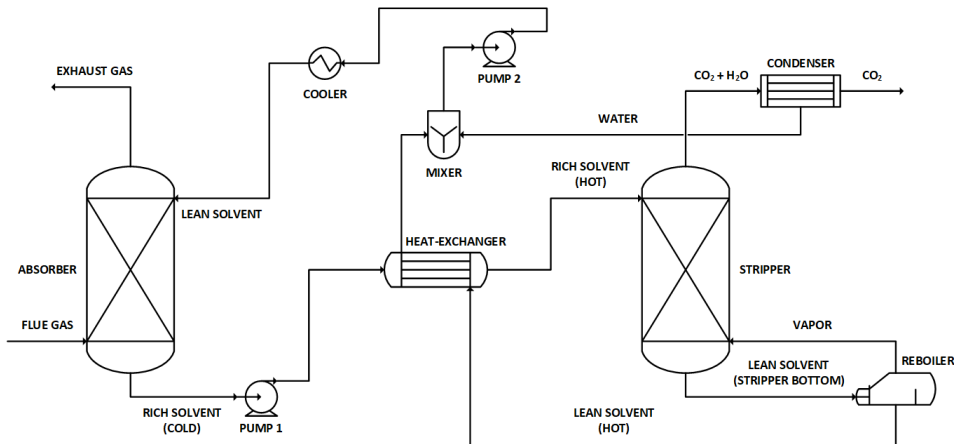 EXHAUST GAS
COOLER
PUMP 2
CO₂ + H₂O
CONDENSER
CO₂
WATER
MIXER
RICH SOLVENT
(HOT)
LEAN SOLVENT
HEAT-EXCHANGER
ABSORBER
STRIPPER
FLUE GAS
VAPOR
REBOILER
LEAN SOLVENT
(STRIPPER BOTTOM)
RICH SOLVENT
(COLD)
PUMP 1
LEAN SOLVENT
(HOT)